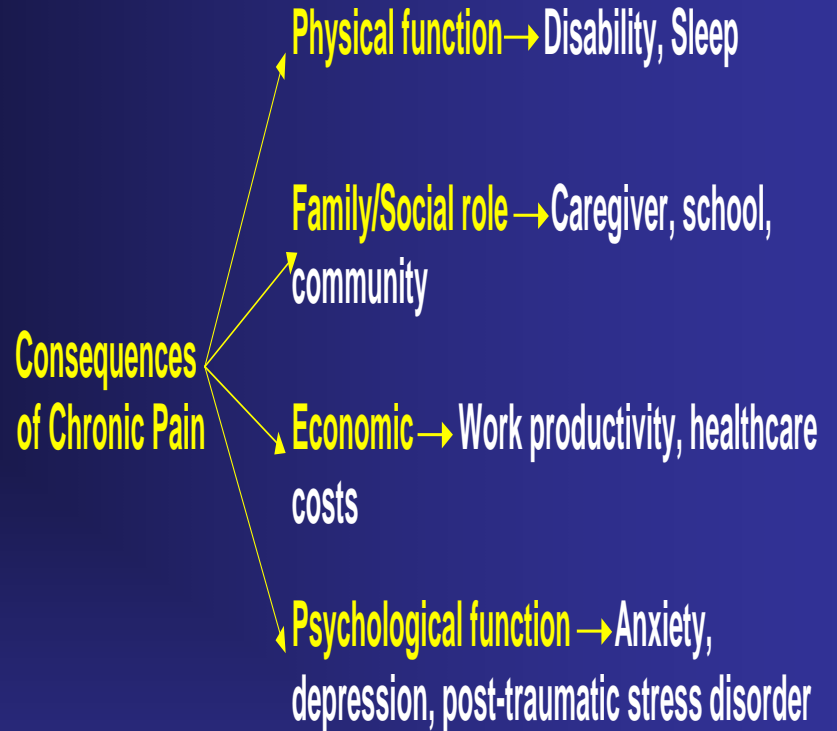 Physical function→Disability, Sleep
Family/Social role→Caregiver, school,
community
Consequences
of Chronic Pain
Economic→ Work productivity, healthcare
costs
Psychological function→Anxiety,
depression, post-traumatic stress disorder